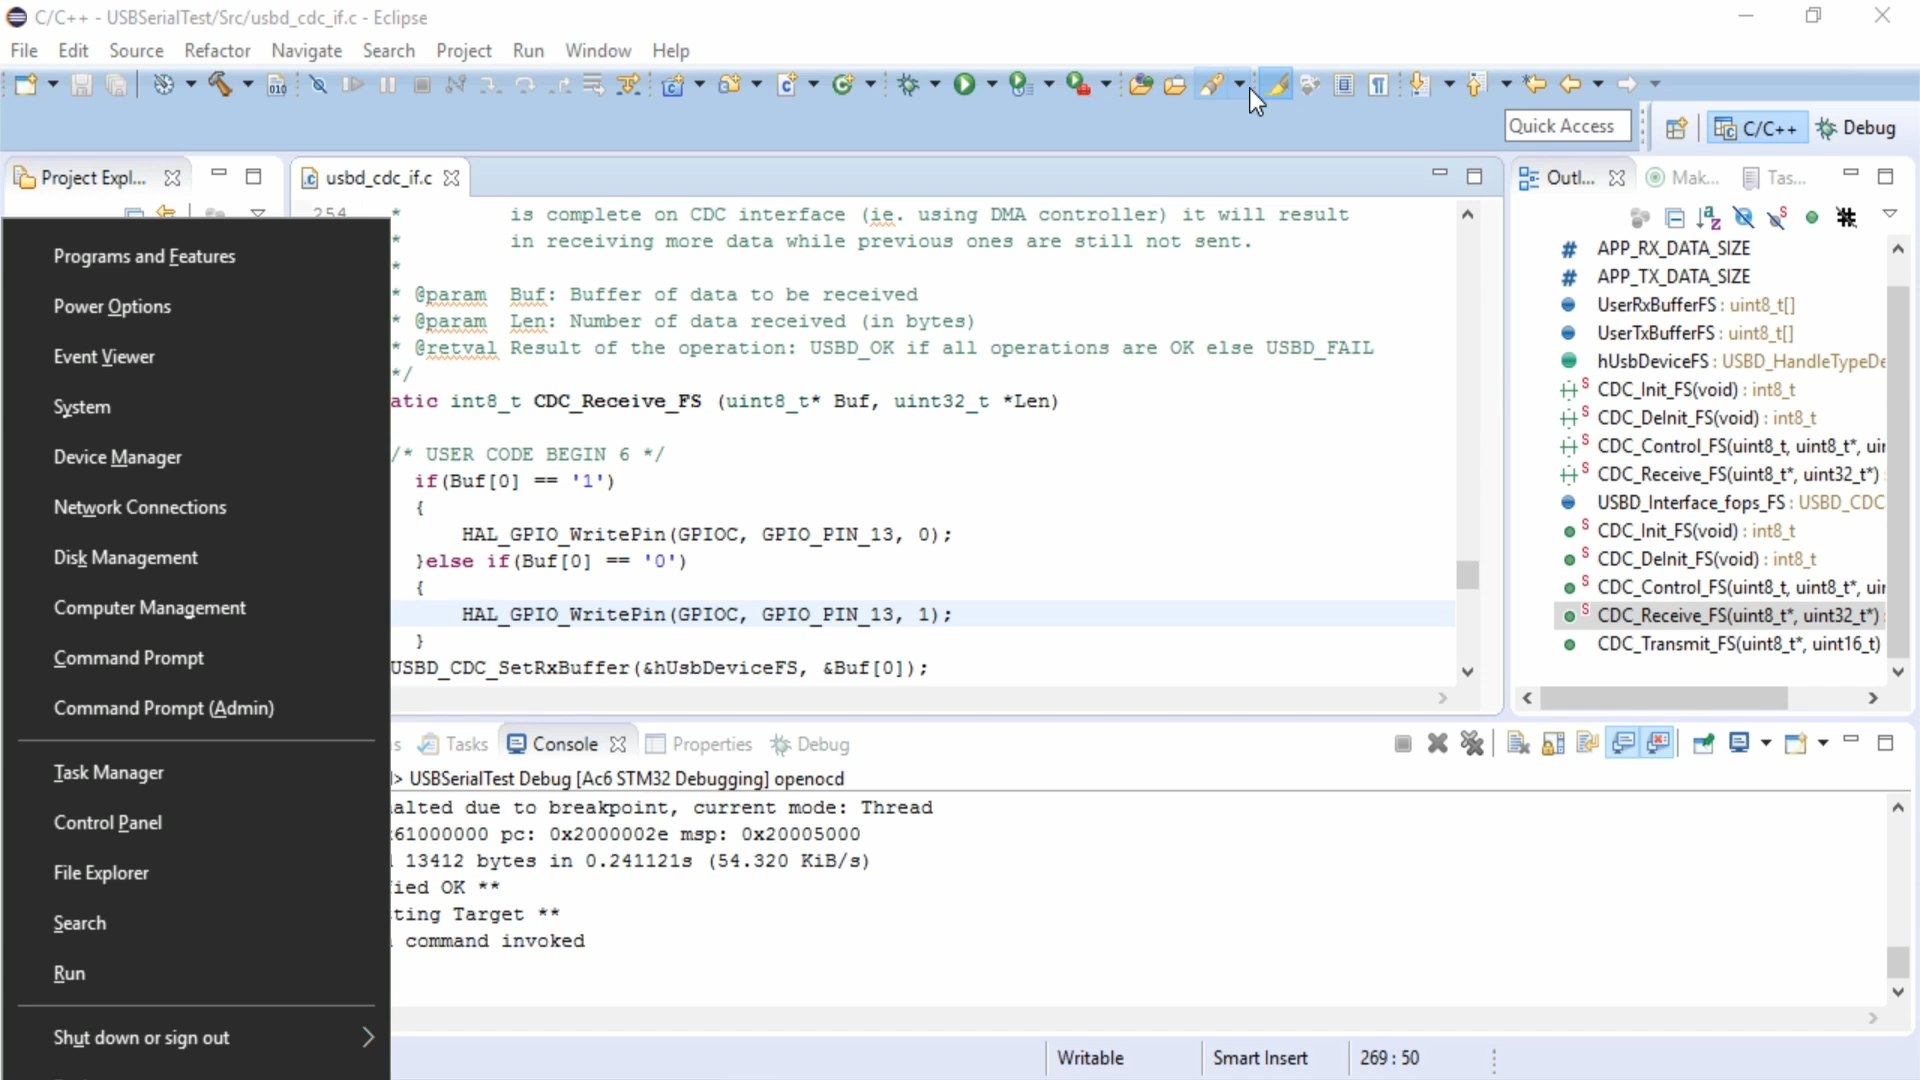 C/C++ - USBSerialTest/Src/usbd_cdc_if.c - Eclipse
File Edit Source Refactor Navigate Search Project Run Window Help
Quick Access
C/C++
Debug
Project Expl...
usbd_cdc_if.c
Outl...
Mak...
Tas...
254 * is complete on CDC interface (ie. using DMA controller) it will result
* in receiving more data while previous ones are still not sent.
*
* @param Buf: Buffer of data to be received
* @param Len: Number of data received (in bytes)
* @retval Result of the operation: USBD_OK if all operations are OK else USBD_FAIL
*/
atic int8_t CDC_Receive_FS (uint8_t* Buf, uint32_t *Len)
/* USER CODE BEGIN 6 */
if(Buf[0] == '1')
{
HAL_GPIO_WritePin(GPIOC, GPIO_PIN_13, 0);
}else if(Buf[0] == '0')
{
HAL_GPIO_WritePin(GPIOC, GPIO_PIN_13, 1);
}
USBD_CDC_SetRxBuffer(&hUsbDeviceFS, &Buf[0]);
# APP_RX_DATA_SIZE
# APP_TX_DATA_SIZE
UserRxBufferFS : uint8_t[]
UserTxBufferFS : uint8_t[]
hUsbDeviceFS : USBD_HandleTypeDe
S CDC_Init_FS(void) : int8_t
S CDC_DeInit_FS(void) : int8_t
S CDC_Control_FS(uint8_t, uint8_t*, uin
S CDC_Receive_FS(uint8_t*, uint32_t*)
USBD_Interface_fops_FS : USBD_CDC
S CDC_Init_FS(void) : int8_t
S CDC_DeInit_FS(void) : int8_t
S CDC_Control_FS(uint8_t, uint8_t*, uin
S CDC_Receive_FS(uint8_t*, uint32_t*)
CDC_Transmit_FS(uint8_t*, uint16_t)
Programs and Features
Power Options
Event Viewer
System
Device Manager
Network Connections
Disk Management
Computer Management
Command Prompt
Command Prompt (Admin)
Task Manager
Control Panel
File Explorer
Search
Run
Shut down or sign out
s
Tasks
Console
Properties
Debug
> USBSerialTest Debug [Ac6 STM32 Debugging] openocd
alted due to breakpoint, current mode: Thread
61000000 pc: 0x2000002e msp: 0x20005000
13412 bytes in 0.241121s (54.320 KiB/s)
ied OK **
ting Target **
command invoked
Writable
Smart Insert
269 : 50